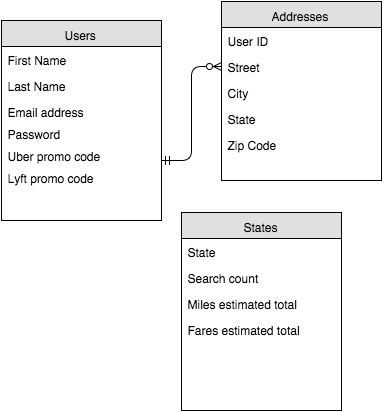 Users
First Name
Last Name
Email address
Password
Uber promo code
Lyft promo code
Addresses
User ID
Street
City
State
Zip Code
States
State
Search count
Miles estimated total
Fares estimated total